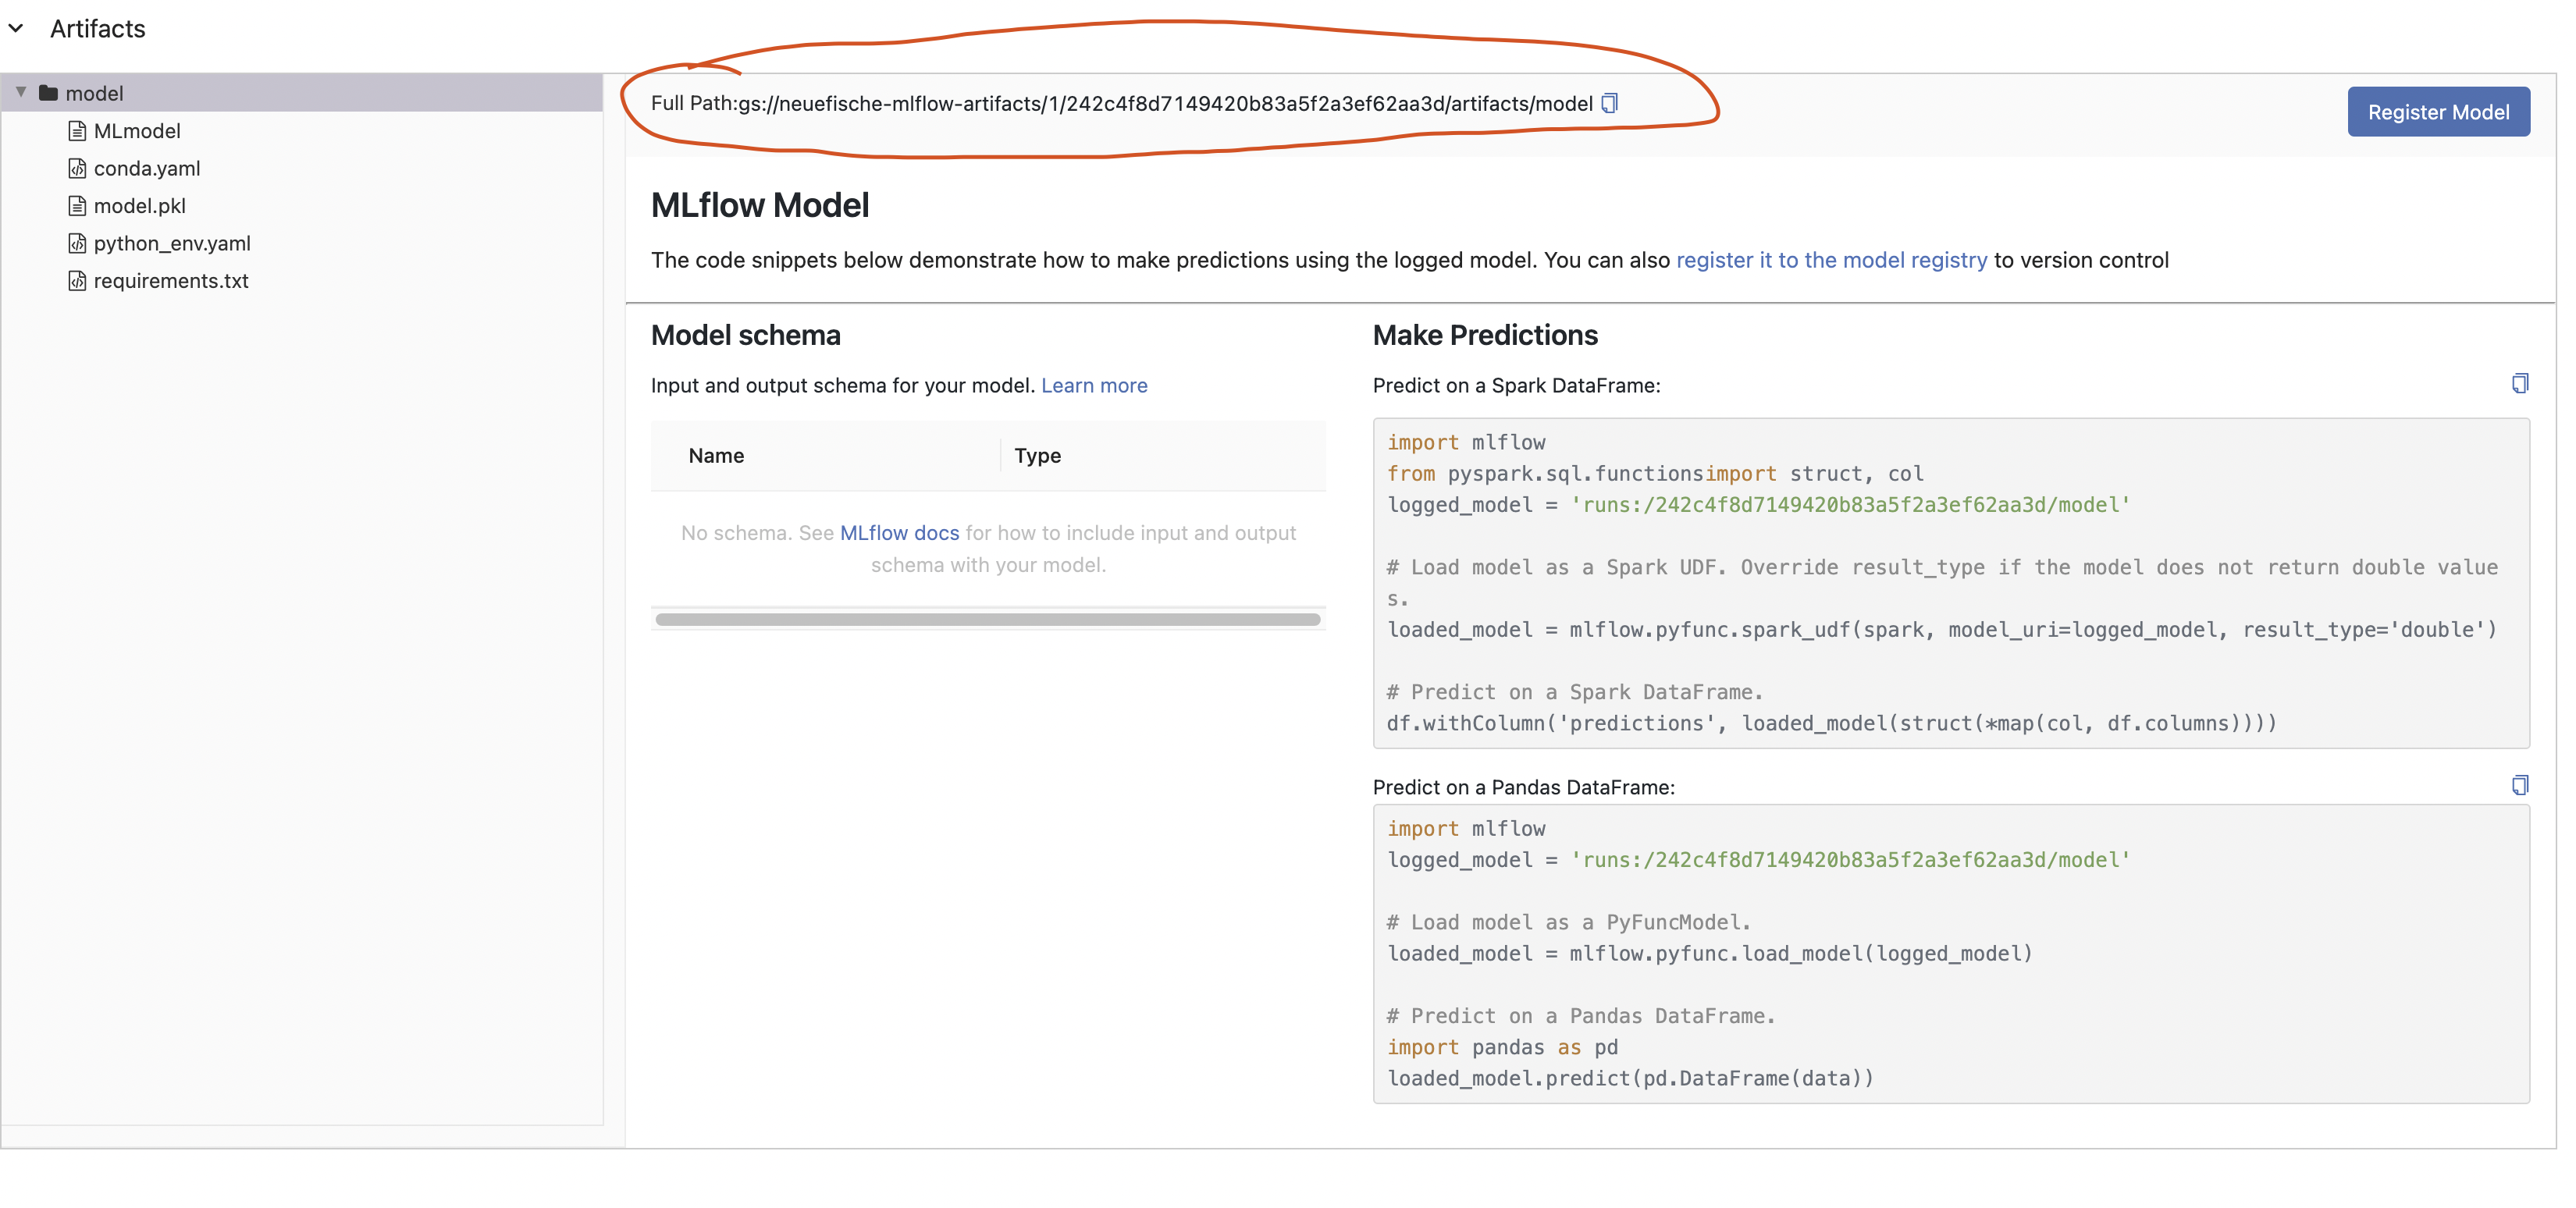 Artifacts
model
MLmodel
conda.yaml
model.pkl
python_env.yaml
requirements.txt
Full Path:gs://neuefische-mlflow-artifacts/1/242c4f8d7149420b83a5f2a3ef62aa3d/artifacts/model
Register Model
MLflow Model
The code snippets below demonstrate how to make predictions using the logged model. You can also register it to the model registry to version control
Model schema
Input and output schema for your model. Learn more
Name Type
No schema. See MLflow docs for how to include input and output
schema with your model.
Make Predictions
Predict on a Spark DataFrame:
import mlflow
from pyspark.sql.functionsimport struct, col
logged_model = 'runs:/242c4f8d7149420b83a5f2a3ef62aa3d/model'
# Load model as a Spark UDF. Override result_type if the model does not return double value
s.
loaded_model = mlflow.pyfunc.spark_udf(spark, model_uri=logged_model, result_type='double')
# Predict on a Spark DataFrame.
df.withColumn('predictions', loaded_model(struct(*map(col, df.columns))))
Predict on a Pandas DataFrame:
import mlflow
logged_model = 'runs:/242c4f8d7149420b83a5f2a3ef62aa3d/model'
# Load model as a PyFuncModel.
loaded_model = mlflow.pyfunc.load_model(logged_model)
# Predict on a Pandas DataFrame.
import pandas as pd
loaded_model.predict(pd.DataFrame(data))